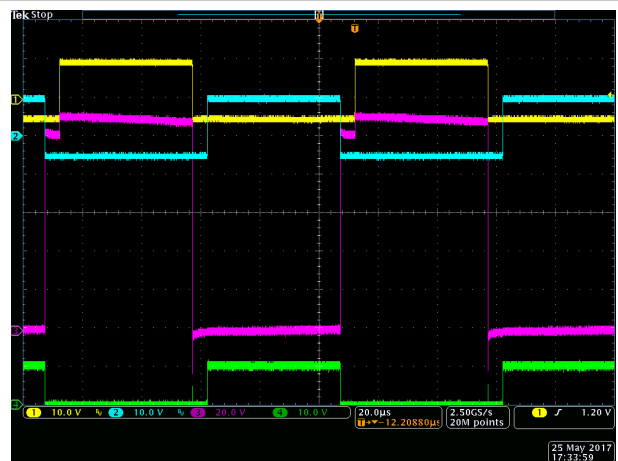 Tek Stop
T
T
1
2
3
4
1 10.0 V 2 10.0 V 3 20.0 V 4 10.0 V
20.0µs 2.50GS/s 1 1.20 V
T→▼−12.20880µs 20M points
25 May 2017
17:33:59